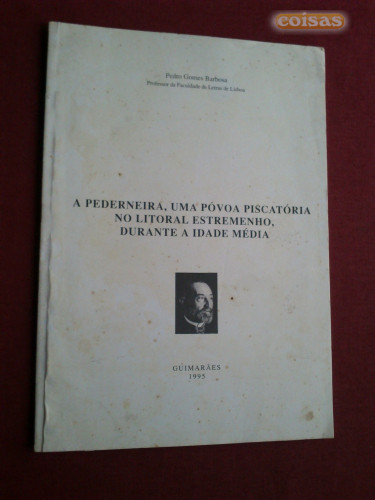 coisas
Pedro Gomes Barbosa
Professor da Faculdade de Letras de Lisboa
A PEDERNEIRA, UMA PÓVOA PISCATÓRIA
NO LITORAL ESTREMENHO,
DURANTE A IDADE MÉDIA
GUIMARÃES
1995